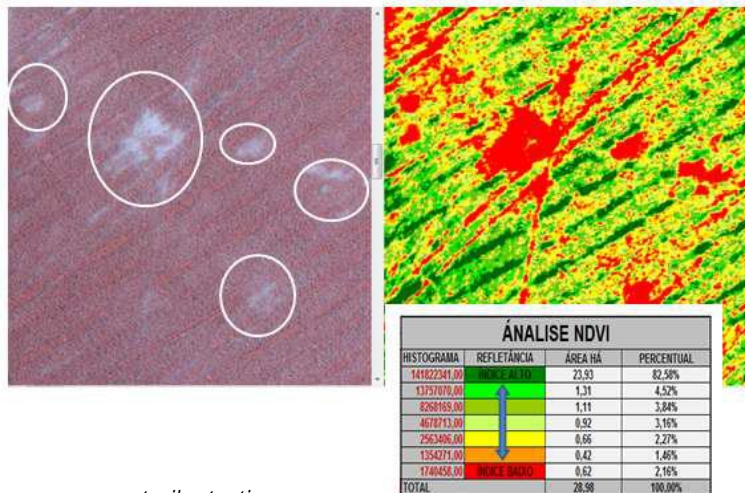 ÁNALISE NDVI
HISTOGRAMA REFLETÂNCIA ÁREA HÁ PERCENTUAL
141822341,00 INDICE ALTO 23,93 82,58%
13757070,00 1,31 4,52%
8268169,00 1,11 3,84%
4678713,00 0,92 3,16%
2563406,00 0,66 2,27%
1354271,00 0,42 1,46%
1740458,00 INDICE BAIXO 0,62 2,16%
TOTAL 28,98 100,00%